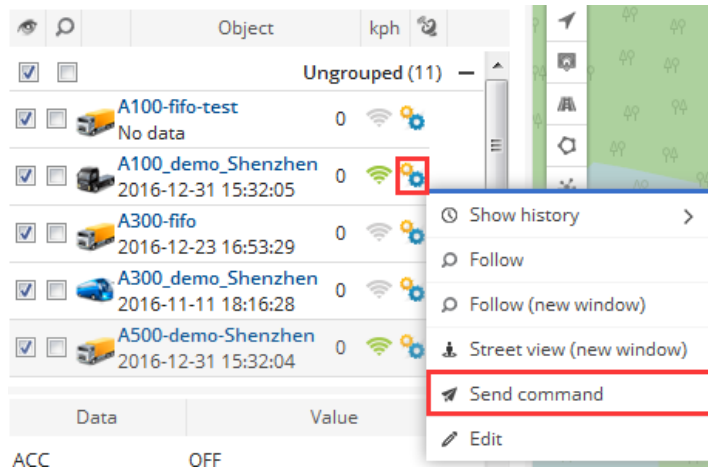 Object kph
Ungrouped (11)
A100-fifo-test
No data
0
A100_demo_Shenzhen
2016-12-31 15:32:05
0
A300-fifo
2016-12-23 16:53:29
0
A300_demo_Shenzhen
2016-11-11 18:16:28
0
A500-demo-Shenzhen
2016-12-31 15:32:04
0
Data Value
ACC OFF
Show history
Follow
Follow (new window)
Street view (new window)
Send command
Edit